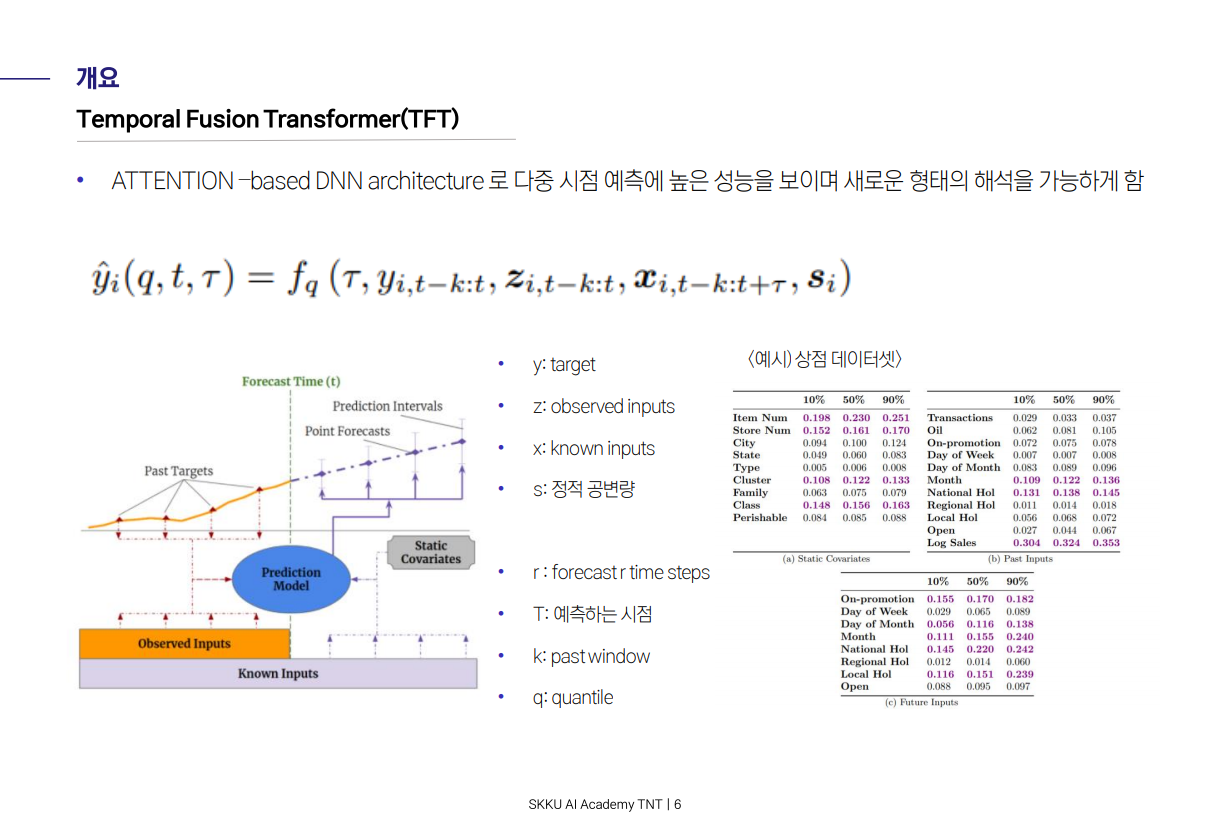 개요
Temporal Fusion Transformer(TFT)
• ATTENTION –based DNN architecture 로 다중 시점 예측에 높은 성능을 보이며 새로운 형태의 해석을 가능하게 함
ŷᵢ(q, t, τ) = f_q (τ, y_{i,t−k:t}, z_{i,t−k:t}, x_{i,t−k:t+τ}, sᵢ)
Forecast Time (t)
Prediction Intervals
Point Forecasts
Past Targets
Static
Covariates
Prediction
Model
Observed Inputs
Known Inputs
• y: target
• z: observed inputs
• x: known inputs
• s: 정적 공변량
• r : forecast r time steps
• T: 예측하는 시점
• k: past window
• q: quantile
〈예시) 상점 데이터셋〉
10% 50% 90%
Item Num 0.198 0.230 0.251
Store Num 0.152 0.161 0.170
City 0.094 0.100 0.124
State 0.049 0.060 0.083
Type 0.005 0.006 0.008
Cluster 0.108 0.122 0.133
Family 0.063 0.075 0.079
Class 0.148 0.156 0.163
Perishable 0.084 0.085 0.088
(a) Static Covariates
10% 50% 90%
Transactions 0.029 0.033 0.037
Oil 0.062 0.081 0.105
On-promotion 0.072 0.075 0.078
Day of Week 0.007 0.007 0.008
Day of Month 0.083 0.089 0.096
Month 0.109 0.122 0.136
National Hol 0.131 0.138 0.145
Regional Hol 0.011 0.014 0.018
Local Hol 0.056 0.068 0.072
Open 0.027 0.044 0.067
Log Sales 0.304 0.324 0.353
(b) Past Inputs
10% 50% 90%
On-promotion 0.155 0.170 0.182
Day of Week 0.029 0.065 0.089
Day of Month 0.056 0.116 0.138
Month 0.111 0.155 0.240
National Hol 0.145 0.220 0.242
Regional Hol 0.012 0.014 0.060
Local Hol 0.116 0.151 0.239
Open 0.088 0.095 0.097
(c) Future Inputs
SKKU AI Academy TNT | 6